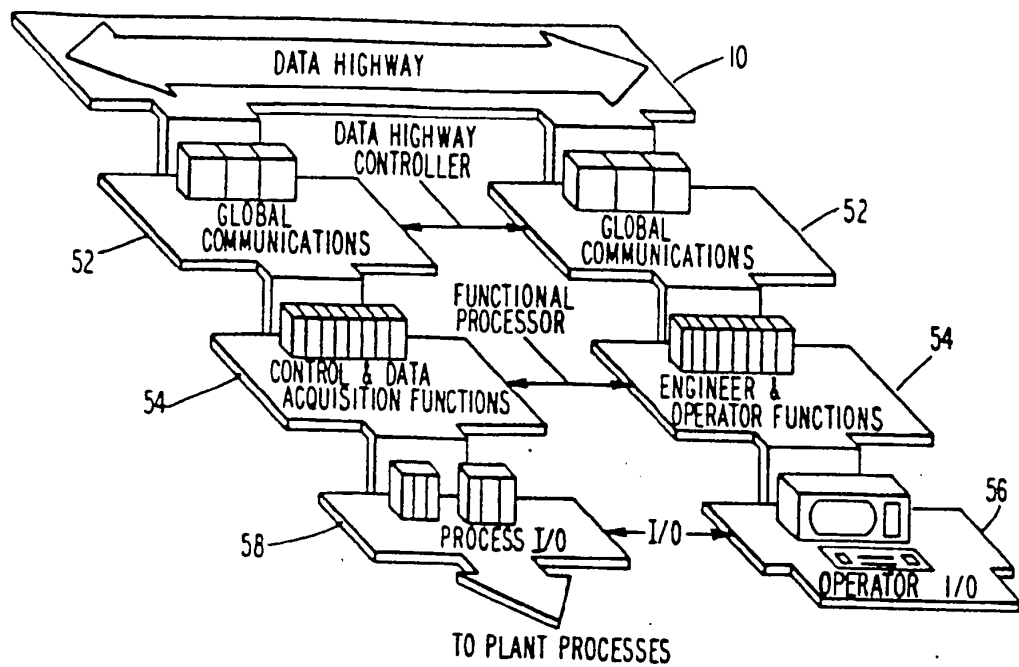 DATA HIGHWAY
10
DATA HIGHWAY
CONTROLLER
GLOBAL
COMMUNICATIONS
52
GLOBAL
COMMUNICATIONS
52
FUNCTIONAL
PROCESSOR
CONTROL & DATA
ACQUISITION FUNCTIONS
54
ENGINEER &
OPERATOR FUNCTIONS
54
PROCESS I/O
58
I/O
OPERATOR I/O
56
TO PLANT PROCESSES